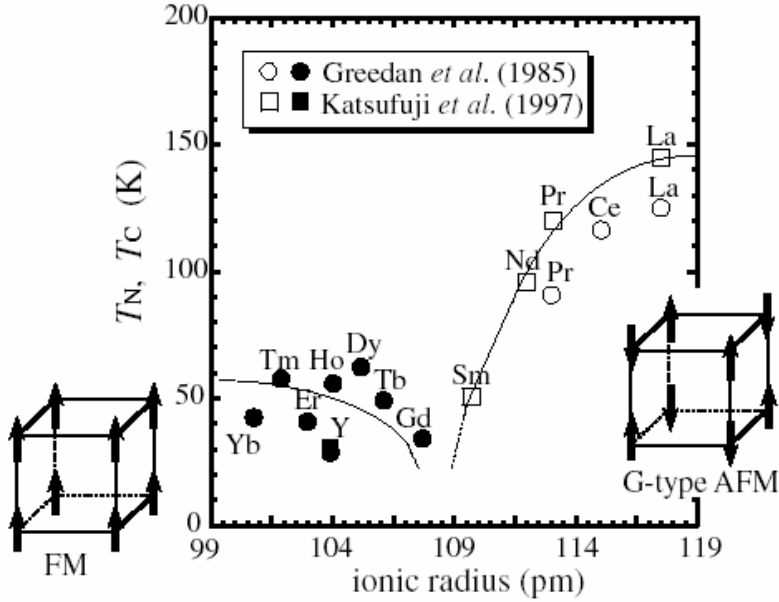 200
150
100
50
0
T_N, T_C (K)
Greedan et al. (1985)
Katsufuji et al. (1997)
La
La
Pr
Ce
Nd
Pr
Sm
Tm
Ho
Dy
Tb
Er
Y
Gd
Yb
FM
G-type AFM
99
104
109
114
119
ionic radius (pm)